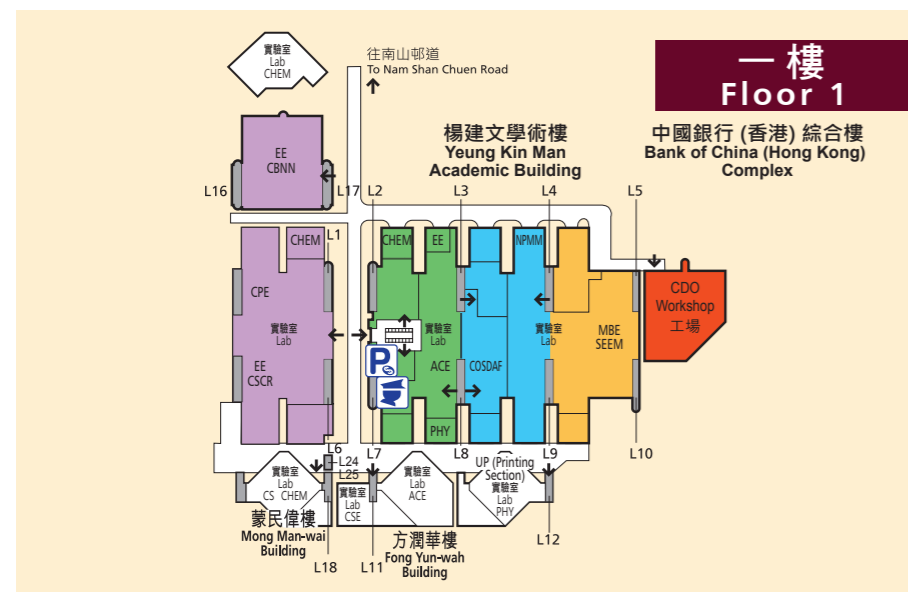 實驗室
Lab
CHEM
往南山邨道
To Nam Shan Chuen Road
一樓
Floor 1
楊建文學術樓
Yeung Kin Man
Academic Building
中國銀行 (香港) 綜合樓
Bank of China (Hong Kong)
Complex
EE
CBNN
L16
L17
L2
L3
L4
L5
CHEM
L1
CHEM
EE
NPMM
CPE
CDO
Workshop
工場
實驗室
Lab
實驗室
Lab
實驗室
Lab
MBE
SEEM
EE
CSCR
P
ACE
COSDAF
PHY
L6
L7
L8
L9
L10
L24
L25
實驗室
Lab
CS CHEM
實驗室
Lab
CSE
實驗室
Lab
ACE
UP (Printing
Section)
實驗室
Lab
PHY
蒙民偉樓
Mong Man-wai
Building
L18
L11
方潤華樓
Fong Yun-wah
Building
L12